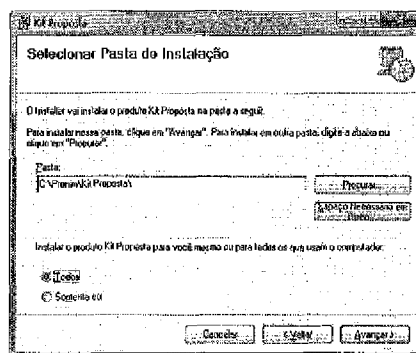 Kit Proposta
Selecionar Pasta de Instalação
O Installer vai instalar o produto Kit Proposta na pasta a seguir.
Para instalar nessa pasta, clique em "Avançar". Para instalar em outra pasta, digite-a abaixo ou
clique em "Procurar".
Pasta:
C:\Pronim\Kit Proposta\
Procurar...
Espaço Necessário em
Disco...
Instalar o produto Kit Proposta para você mesmo ou para todos os que usam o computador:
Todos
Somente eu
Cancelar
< Voltar
Avançar >